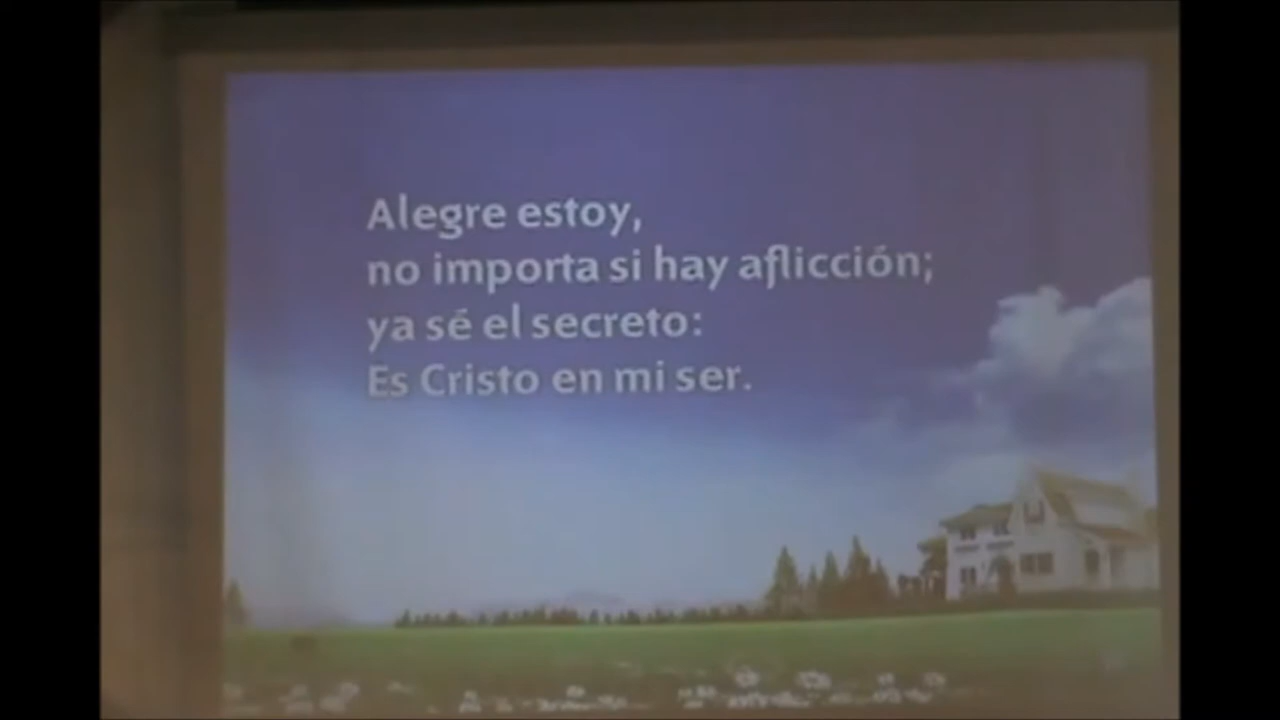 Alegre estoy,
no importa si hay aflicción;
ya sé el secreto:
Es Cristo en mi ser.